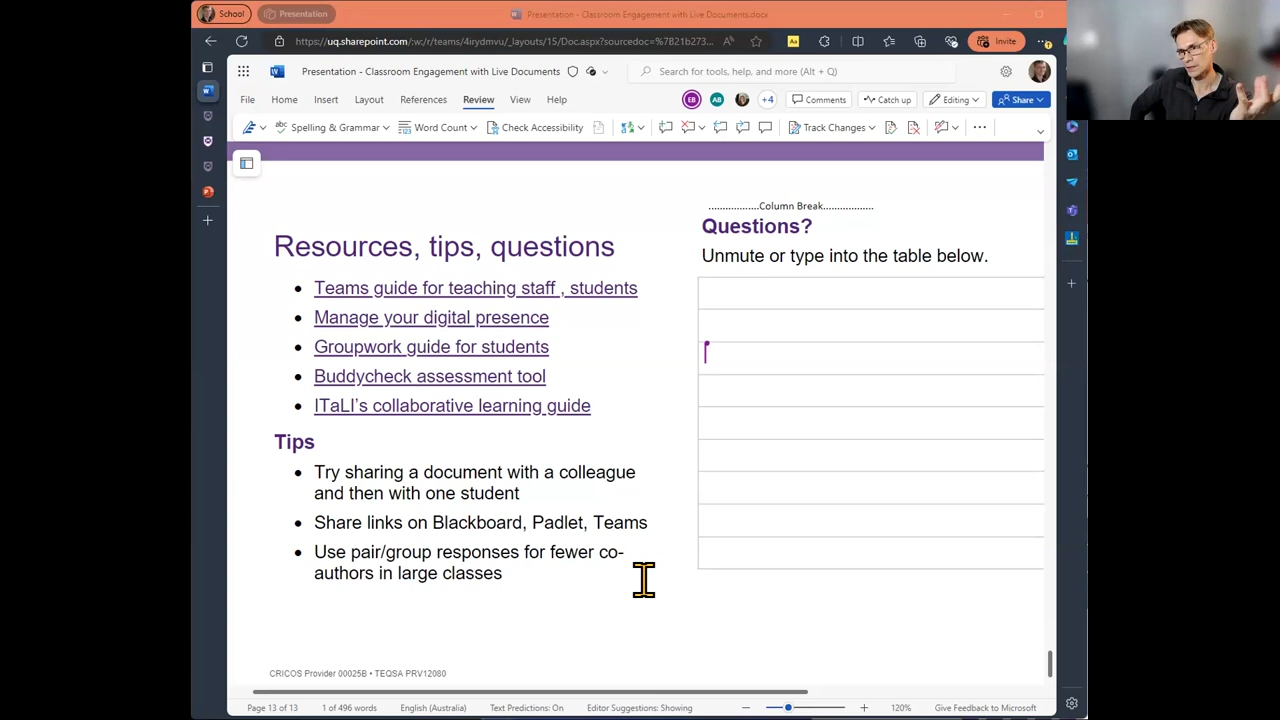 School
Presentation
Presentation - Classroom Engagement with Live Documents.docx
https://uq.sharepoint.com/:w:/r/teams/4irydmvu/_layouts/15/Doc.aspx?sourcedoc=%7B21b273...
Invite
Presentation - Classroom Engagement with Live Documents
Search for tools, help, and more (Alt + Q)
File Home Insert Layout References Review View Help
EB AB +4 Comments Catch up Editing Share
Spelling & Grammar Word Count Check Accessibility Track Changes
Resources, tips, questions
Teams guide for teaching staff , students
Manage your digital presence
Groupwork guide for students
Buddycheck assessment tool
ITaLI’s collaborative learning guide
Tips
Try sharing a document with a colleague
and then with one student
Share links on Blackboard, Padlet, Teams
Use pair/group responses for fewer co-
authors in large classes
Column Break
Questions?
Unmute or type into the table below.
CRICOS Provider 00025B • TEQSA PRV12080
Page 13 of 13 1 of 496 words English (Australia) Text Predictions: On Editor Suggestions: Showing 120% Give Feedback to Microsoft